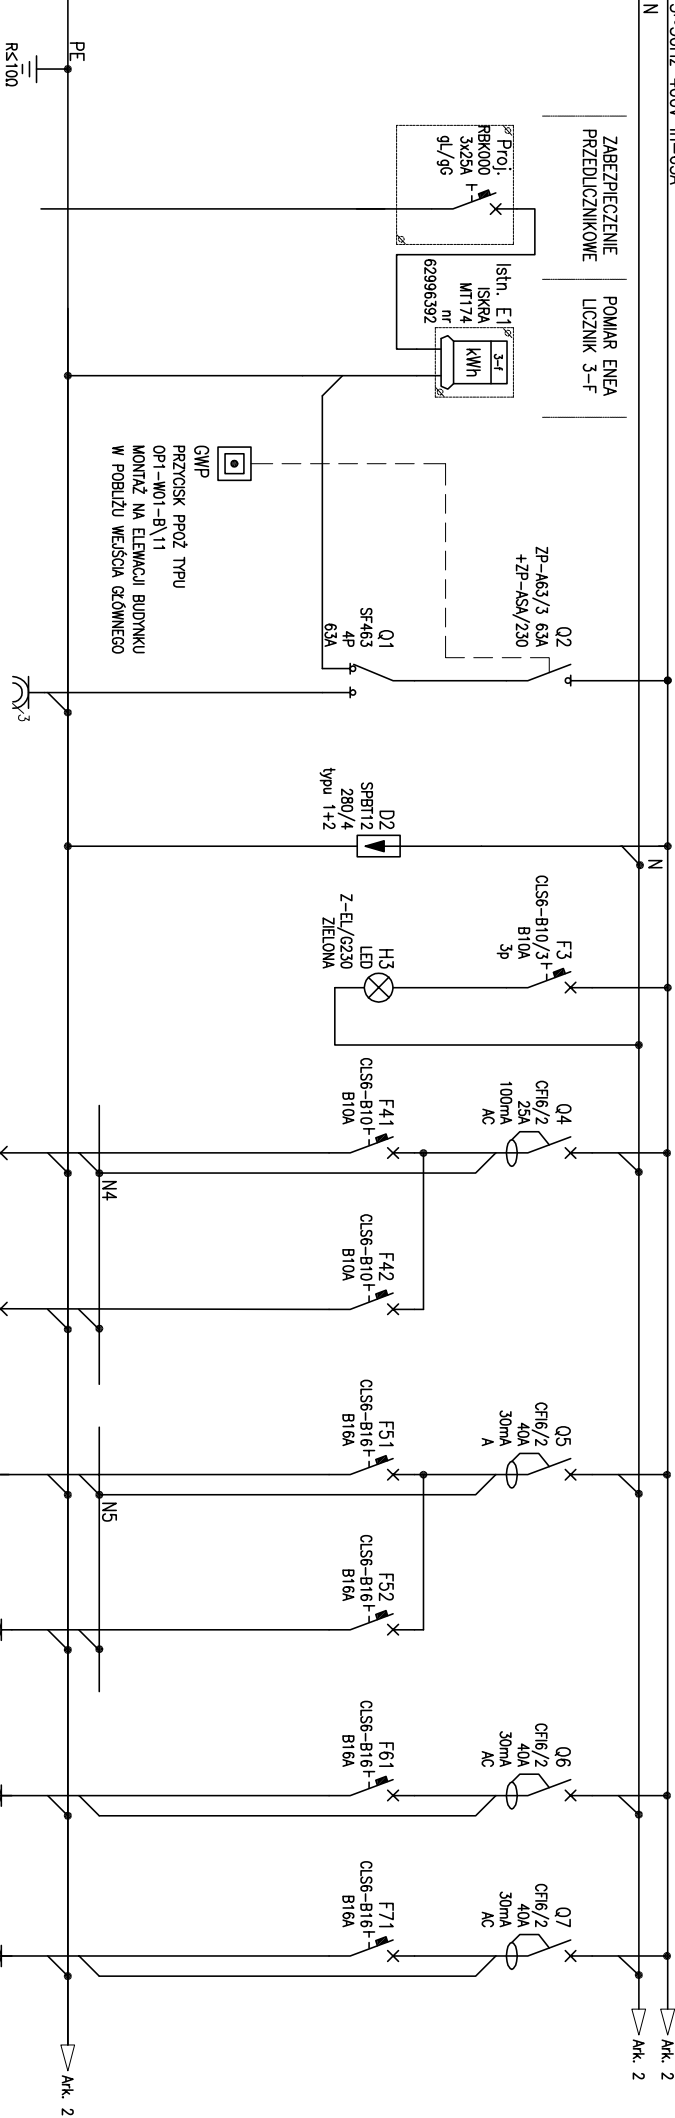 N
PE
R≤10Ω
ZABEZPIECZENIE
PRZEDLICZNIKOWE
POMIAR ENEA
LICZNIK 3-F
Proj.
RBK000
3x25A
gL/gG
Istn. E1
ISKRA
MT174
nr
62996392
3-f
kWh
GWP
PRZYCISK PPOŻ TYPU
OP1-W01-B\11
MONTAŻ NA ELEWACJI BUDYNKU
W POBLIŻU WEJŚCIA GŁÓWNEGO
Q2
ZP-A63/3 63A
+ZP-ASA/230
Q1
SF463
4P
63A
3
D2
SPBT12
280/4
typu 1+2
N
F3
CLS6-B10/3
B10A
3p
H3
LED
Z-EL/G230
ZIELONA
Q4
CFI6/2
25A
100mA
AC
F41
CLS6-B10
B10A
N4
F42
CLS6-B10
B10A
Q5
CFI6/2
40A
30mA
A
F51
CLS6-B16
B16A
N5
F52
CLS6-B16
B16A
Q6
CFI6/2
40A
30mA
AC
F61
CLS6-B16
B16A
Q7
CFI6/2
40A
30mA
AC
F71
CLS6-B16
B16A
Ark. 2
Ark. 2
Ark. 2